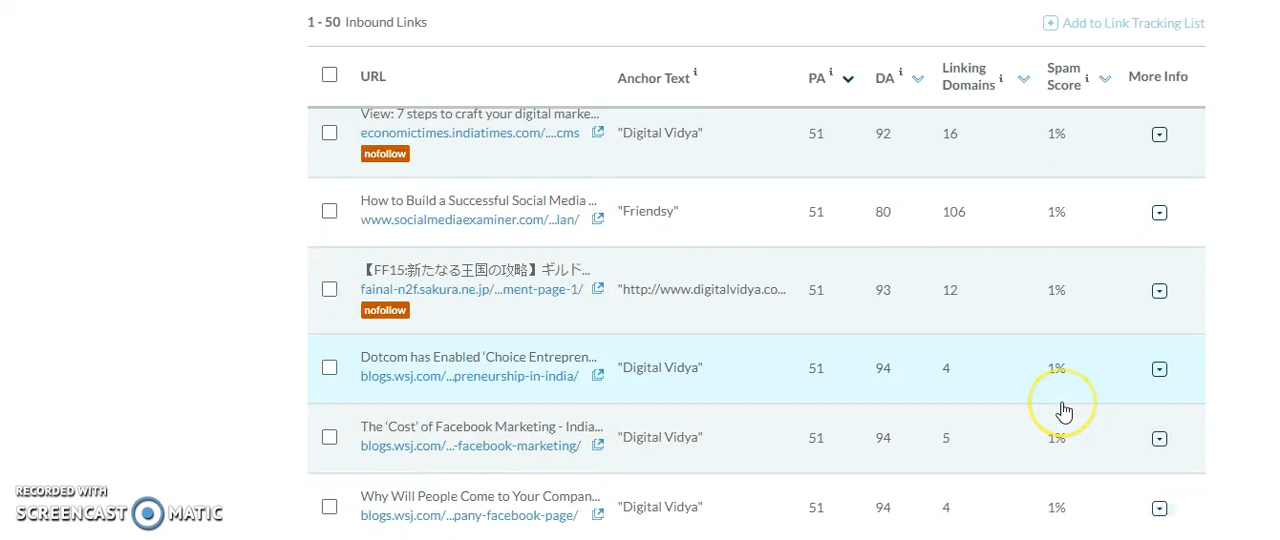 1 - 50 Inbound Links
Add to Link Tracking List
URL
Anchor Text i
PA i
DA i
Linking Domains i
Spam Score i
More Info
View: 7 steps to craft your digital marke...
economictimes.indiatimes.com/....cms
nofollow
"Digital Vidya"
51
92
16
1%
How to Build a Successful Social Media ...
www.socialmediaexaminer.com/...lan/
"Friendsy"
51
80
106
1%
【FF15:新たなる王国の攻略】ギルド...
fainal-n2f.sakura.ne.jp/...ment-page-1/
nofollow
"http://www.digitalvidya.co...
51
93
12
1%
Dotcom has Enabled ‘Choice Entrepren...
blogs.wsj.com/...preneurship-in-india/
"Digital Vidya"
51
94
4
1%
The ‘Cost’ of Facebook Marketing - India...
blogs.wsj.com/...-facebook-marketing/
"Digital Vidya"
51
94
5
1%
Why Will People Come to Your Compan...
blogs.wsj.com/...pany-facebook-page/
"Digital Vidya"
51
94
4
1%
RECORDED WITH
SCREENCAST MATIC